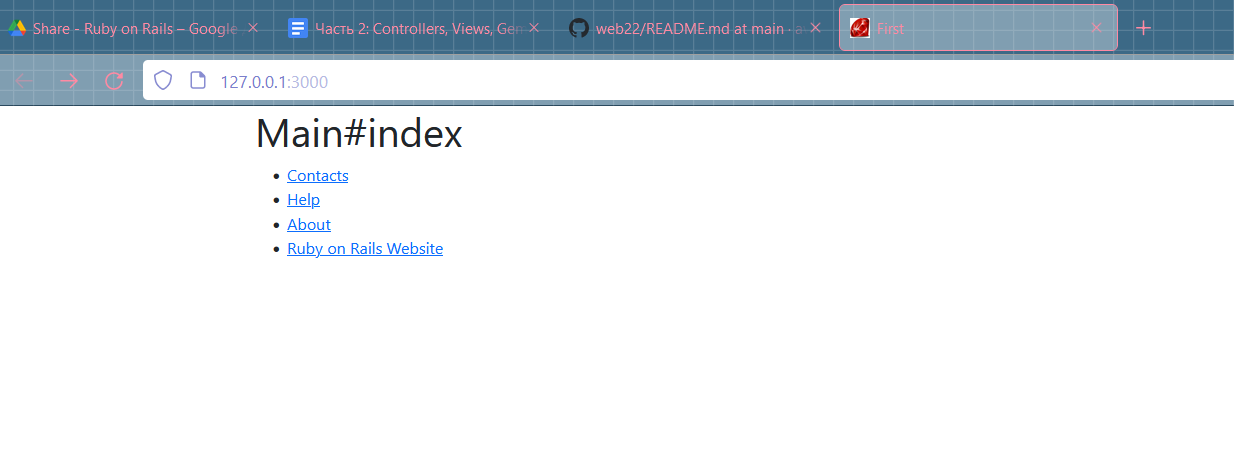 Share - Ruby on Rails – Google
Часть 2: Controllers, Views, Gen
web22/README.md at main · a
First
127.0.0.1:3000
Main#index
Contacts
Help
About
Ruby on Rails Website